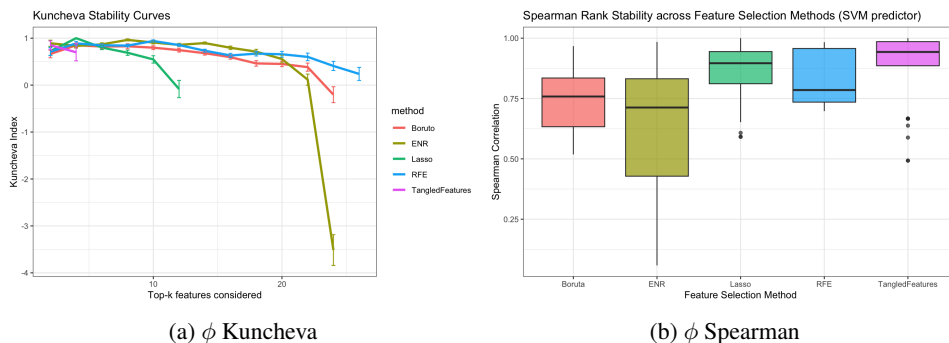 Kuncheva Stability Curves
1
0
-1
-2
-3
-4
Kuncheva Index
10
20
Top-k features considered
method
Boruto
ENR
Lasso
RFE
TangledFeatures
(a) ϕ Kuncheva
Spearman Rank Stability across Feature Selection Methods (SVM predictor)
1.00
0.75
0.50
0.25
Spearman Correlation
Boruta
ENR
Lasso
RFE
TangledFeatures
Feature Selection Method
(b) ϕ Spearman